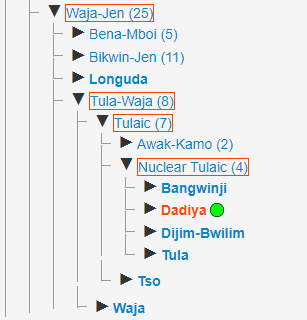 Waja-Jen (25)
Bena-Mboi (5)
Bikwin-Jen (11)
Longuda
Tula-Waja (8)
Tulaic (7)
Awak-Kamo (2)
Nuclear Tulaic (4)
Bangwinji
Dadiya
Dijim-Bwilim
Tula
Tso
Waja